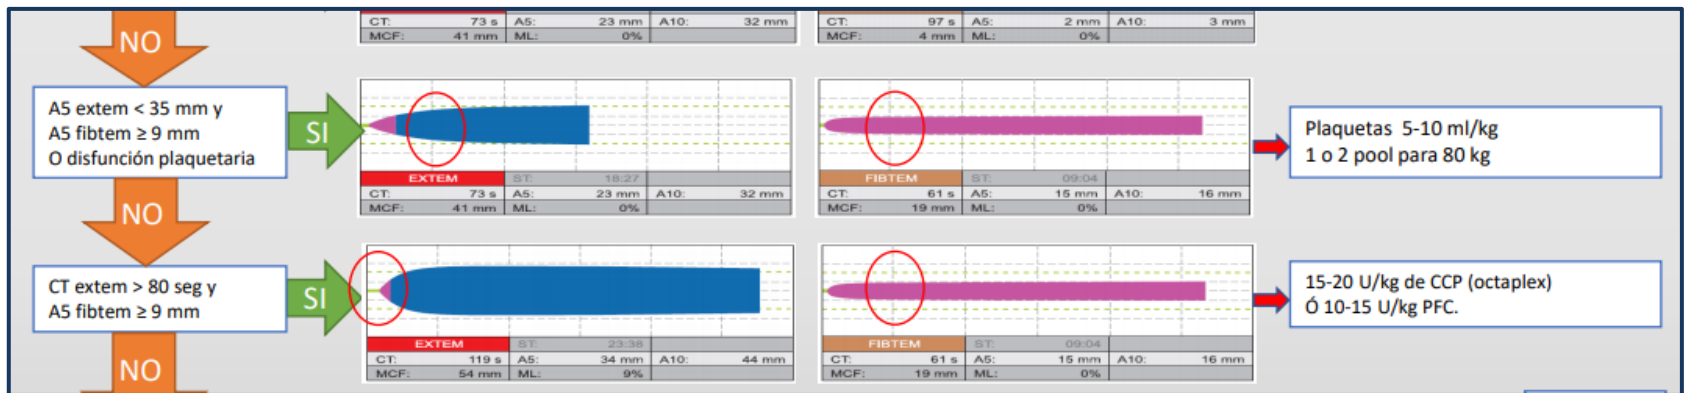 CT: 73 s A5: 23 mm A10: 32 mm
MCF: 41 mm ML: 0%
CT: 97 s A5: 2 mm A10: 3 mm
MCF: 4 mm ML: 0%
NO
A5 extem < 35 mm y
A5 fibtem ≥ 9 mm
O disfunción plaquetaria
SI
EXTEM ST: 18:27
CT: 73 s A5: 23 mm A10: 32 mm
MCF: 41 mm ML: 0%
FIBTEM ST: 09:04
CT: 61 s A5: 15 mm A10: 16 mm
MCF: 19 mm ML: 0%
Plaquetas 5-10 ml/kg
1 o 2 pool para 80 kg
NO
CT extem > 80 seg y
A5 fibtem ≥ 9 mm
SI
EXTEM ST: 23:38
CT: 119 s A5: 34 mm A10: 44 mm
MCF: 54 mm ML: 9%
FIBTEM ST: 09:04
CT: 61 s A5: 15 mm A10: 16 mm
MCF: 19 mm ML: 0%
15-20 U/kg de CCP (octaplex)
Ó 10-15 U/kg PFC.
NO